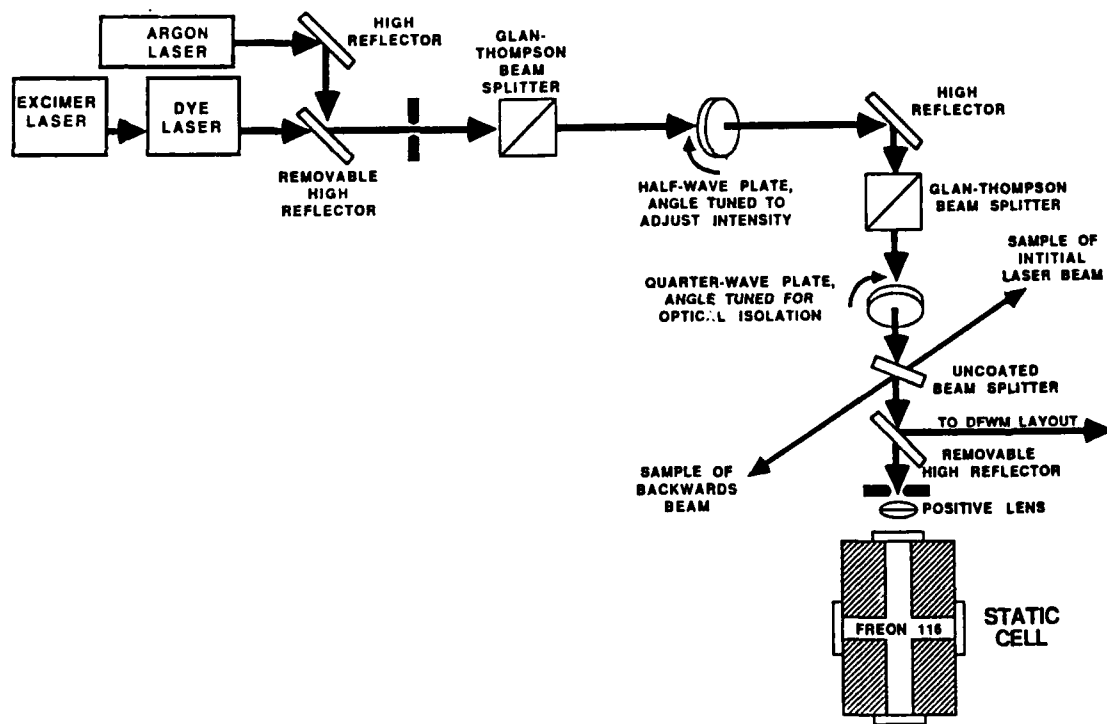 ARGON
LASER
HIGH
REFLECTOR
GLAN-
THOMPSON
BEAM
SPLITTER
EXCIMER
LASER
DYE
LASER
HIGH
REFLECTOR
REMOVABLE
HIGH
REFLECTOR
HALF-WAVE PLATE,
ANGLE TUNED TO
ADJUST INTENSITY
GLAN-THOMPSON
BEAM SPLITTER
SAMPLE OF
INTITIAL
LASER BEAM
QUARTER-WAVE PLATE,
ANGLE TUNED FOR
OPTICAL ISOLATION
UNCOATED
BEAM SPLITTER
TO DFWM LAYOUT
REMOVABLE
HIGH REFLECTOR
SAMPLE OF
BACKWARDS
BEAM
POSITIVE LENS
FREON 116
STATIC
CELL